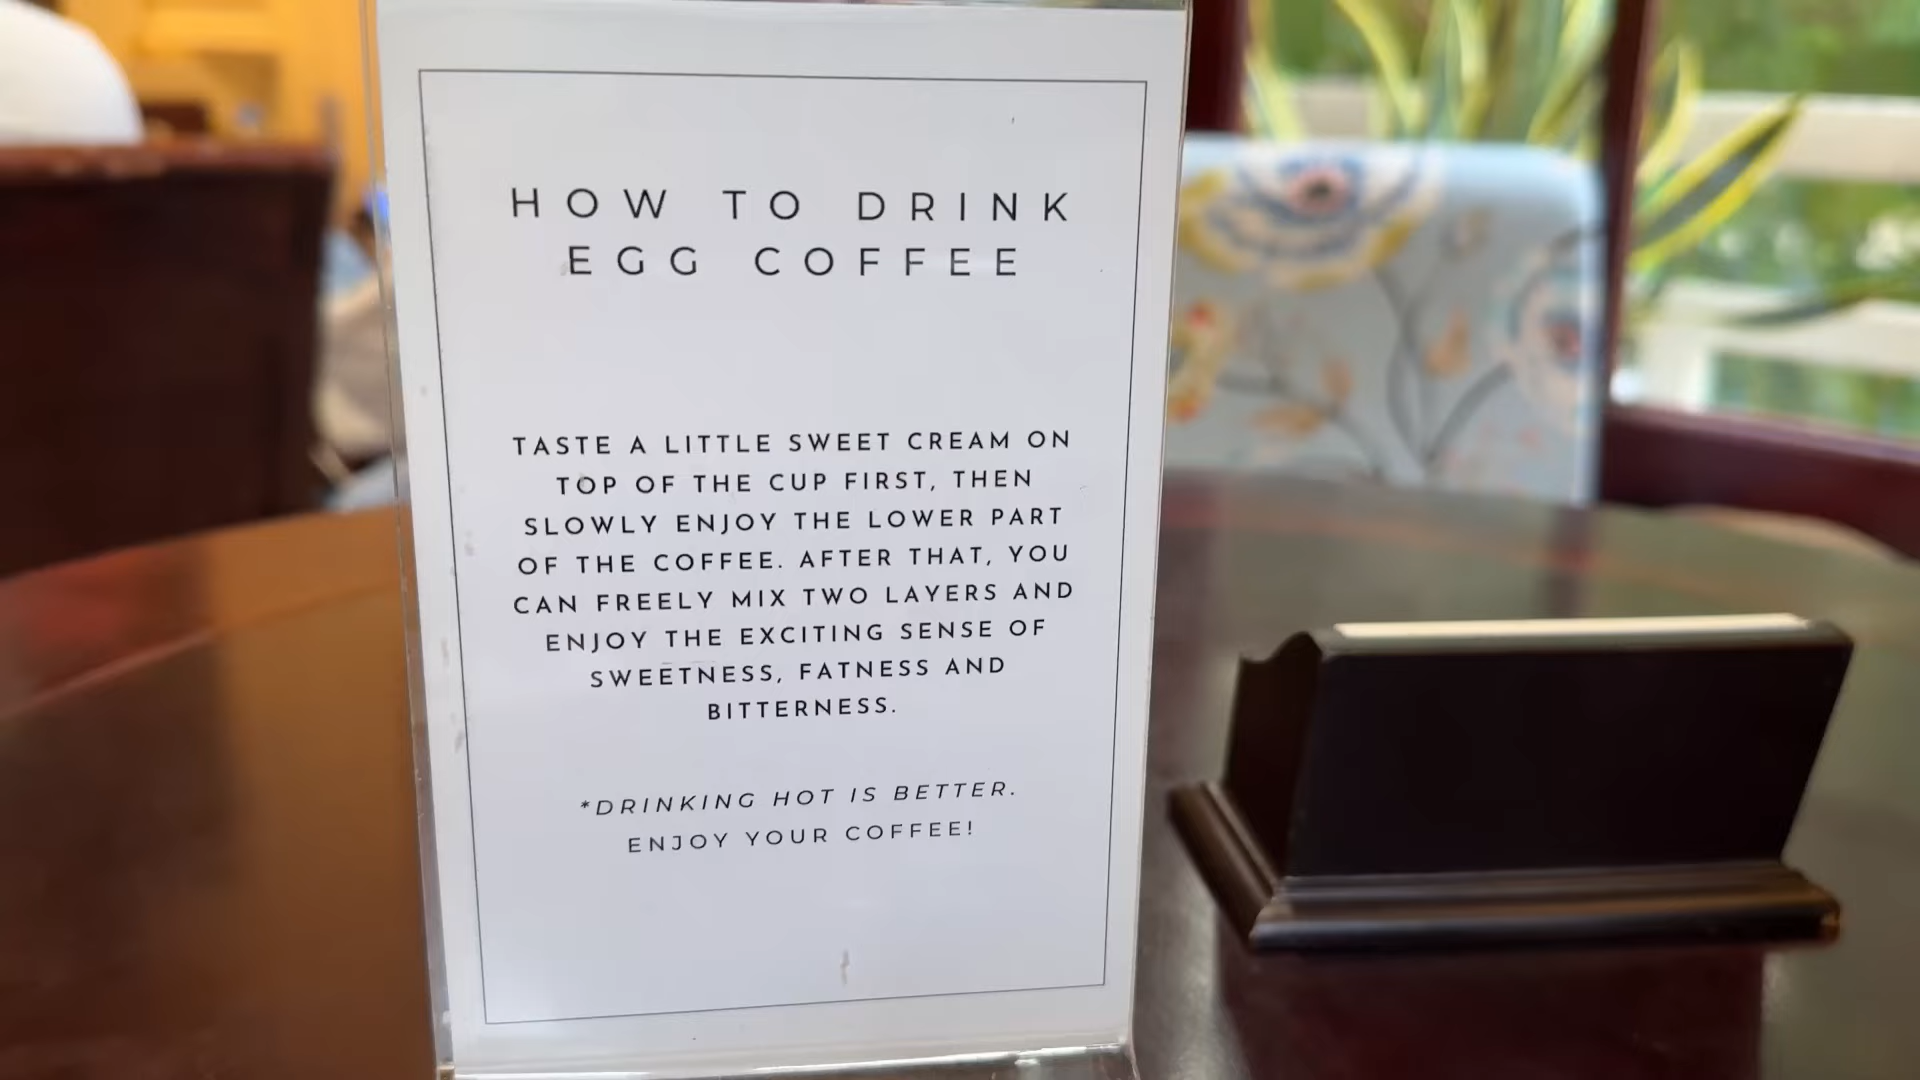 HOW TO DRINK
EGG COFFEE
TASTE A LITTLE SWEET CREAM ON
TOP OF THE CUP FIRST, THEN
SLOWLY ENJOY THE LOWER PART
OF THE COFFEE. AFTER THAT, YOU
CAN FREELY MIX TWO LAYERS AND
ENJOY THE EXCITING SENSE OF
SWEETNESS, FATNESS AND
BITTERNESS.
*DRINKING HOT IS BETTER.
ENJOY YOUR COFFEE!